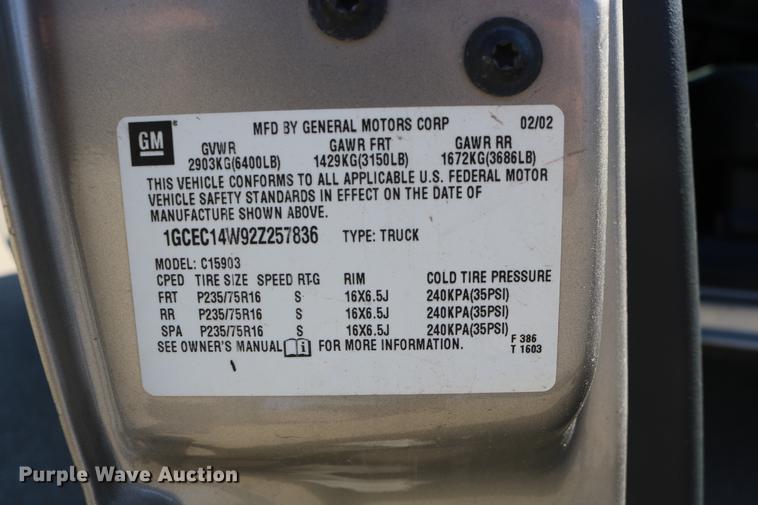 GM
MFD BY GENERAL MOTORS CORP 02/02
GVWR GAWR FRT GAWR RR
2903KG(6400LB) 1429KG(3150LB) 1672KG(3686LB)
THIS VEHICLE CONFORMS TO ALL APPLICABLE U.S. FEDERAL MOTOR
VEHICLE SAFETY STANDARDS IN EFFECT ON THE DATE OF
MANUFACTURE SHOWN ABOVE.
1GCEC14W92Z257836 TYPE: TRUCK
MODEL: C15903
CPED TIRE SIZE SPEED RTG RIM COLD TIRE PRESSURE
FRT P235/75R16 S 16X6.5J 240KPA(35PSI)
RR P235/75R16 S 16X6.5J 240KPA(35PSI)
SPA P235/75R16 S 16X6.5J 240KPA(35PSI)
SEE OWNER'S MANUAL i FOR MORE INFORMATION.
F 386
T 1603
Purple Wave Auction